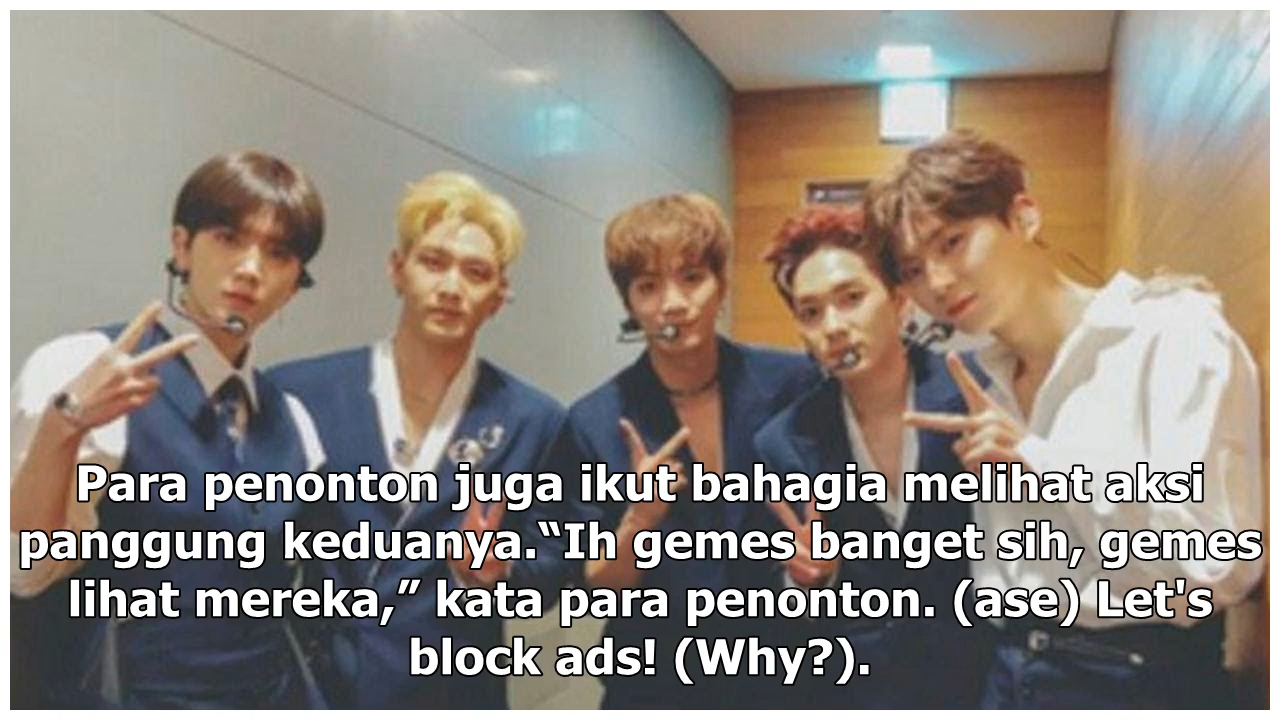 Para penonton juga ikut bahagia melihat aksi
panggung keduanya.“Ih gemes banget sih, gemes
lihat mereka,” kata para penonton. (ase) Let's
block ads! (Why?).